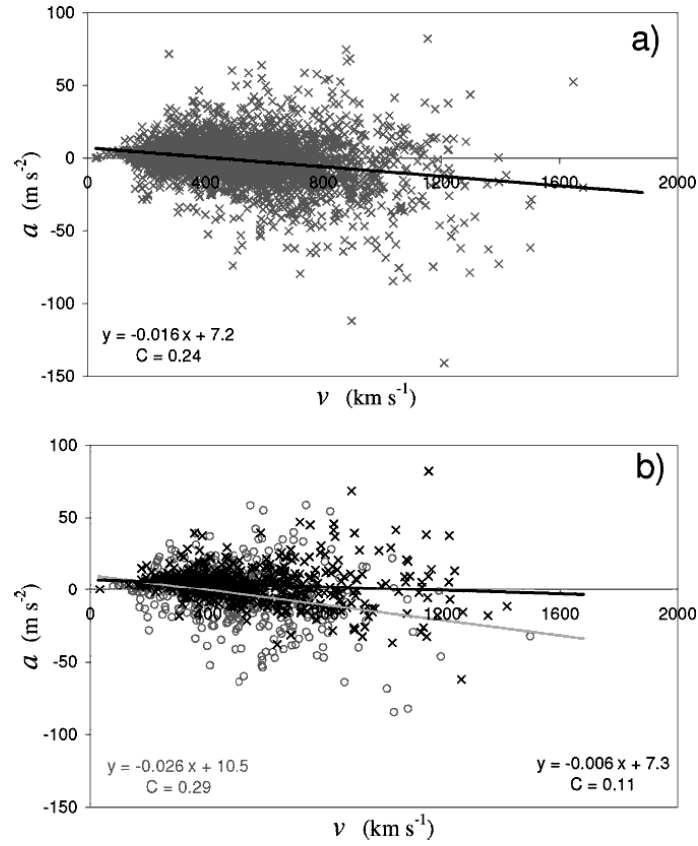 a)
100
50
0
-50
-100
-150
0 400 800 1200 1600 2000
a (m s-2)
y = -0.016 x + 7.2
C = 0.24
v (km s-1)
b)
100
50
0
-50
-100
-150
0 400 800 1200 1600 2000
a (m s-2)
y = -0.026 x + 10.5
C = 0.29
y = -0.006 x + 7.3
C = 0.11
v (km s-1)